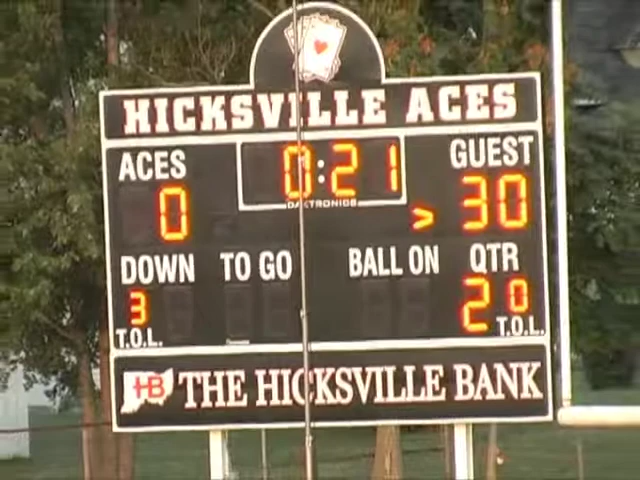 HICKSVILLE ACES
ACES 0:21 GUEST
DAKTRONICS
0 > 30
DOWN TO GO BALL ON QTR
3 2 0
T.O.L. T.O.L.
HB THE HICKSVILLE BANK